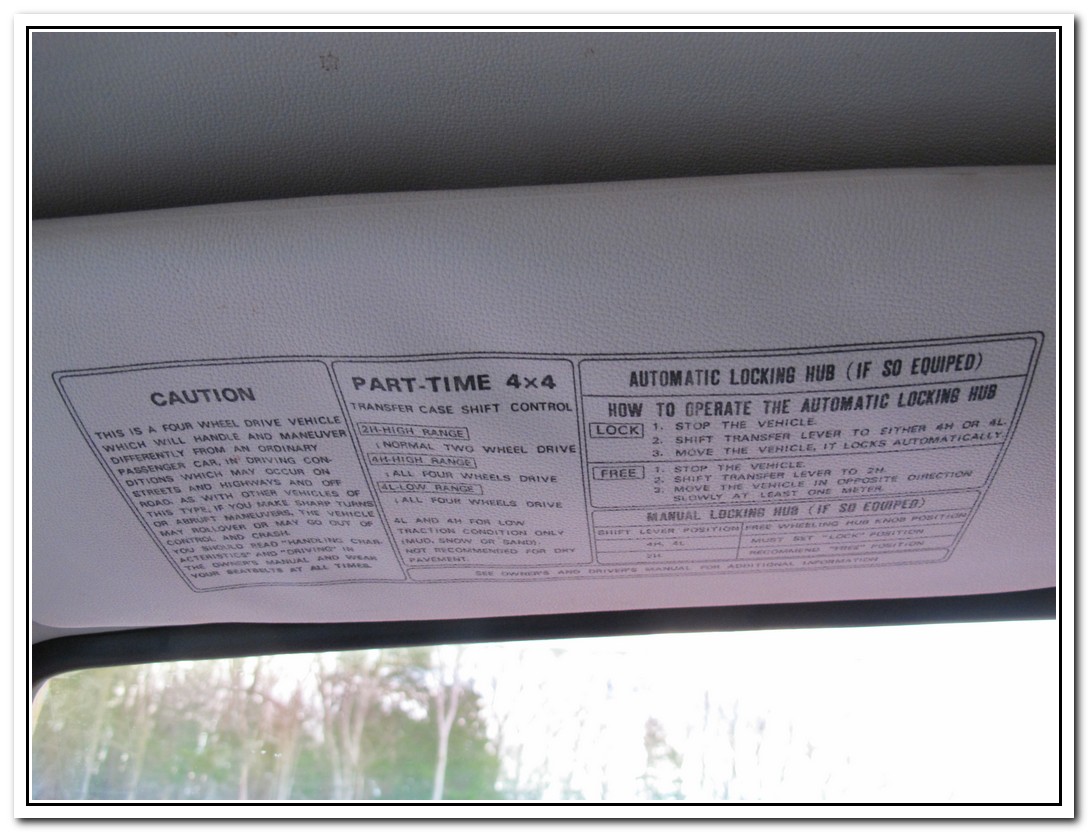 CAUTION
THIS IS A FOUR WHEEL DRIVE VEHICLE
WHICH WILL HANDLE AND MANEUVER
DIFFERENTLY FROM AN ORDINARY
PASSENGER CAR, IN DRIVING CON-
DITIONS WHICH MAY OCCUR ON
STREETS AND HIGHWAYS AND OFF
ROAD. AS WITH OTHER VEHICLES OF
THIS TYPE, IF YOU MAKE SHARP TURNS
OR ABRUPT MANEUVERS, THE VEHICLE
MAY ROLLOVER OR MAY GO OUT OF
CONTROL AND CRASH.
YOU SHOULD READ "HANDLING CHAR-
ACTERISTICS" AND "DRIVING" IN
THE OWNER'S MANUAL AND WEAR
YOUR SEATBELTS AT ALL TIMES.
PART-TIME 4×4
TRANSFER CASE SHIFT CONTROL
2H-HIGH RANGE
: NORMAL TWO WHEEL DRIVE
4H-HIGH RANGE
: ALL FOUR WHEELS DRIVE
4L-LOW RANGE
: ALL FOUR WHEELS DRIVE
4L AND 4H FOR LOW
TRACTION CONDITION ONLY
(MUD, SNOW OR SAND).
NOT RECOMMENDED FOR DRY
PAVEMENT.
AUTOMATIC LOCKING HUB (IF SO EQUIPED)
HOW TO OPERATE THE AUTOMATIC LOCKING HUB
LOCK 1. STOP THE VEHICLE.
2. SHIFT TRANSFER LEVER TO EITHER 4H OR 4L.
3. MOVE THE VEHICLE, IT LOCKS AUTOMATICALLY.
FREE 1. STOP THE VEHICLE.
2. SHIFT TRANSFER LEVER TO 2H.
3. MOVE THE VEHICLE IN OPPOSITE DIRECTION
SLOWLY AT LEAST ONE METER.
MANUAL LOCKING HUB (IF SO EQUIPED)
SHIFT LEVER POSITION FREE WHEELING HUB KNOB POSITION
4H, 4L MUST SET "LOCK" POSITION
2H RECOMMEND "FREE" POSITION
SEE OWNER'S AND DRIVER'S MANUAL FOR ADDITIONAL INFORMATION.